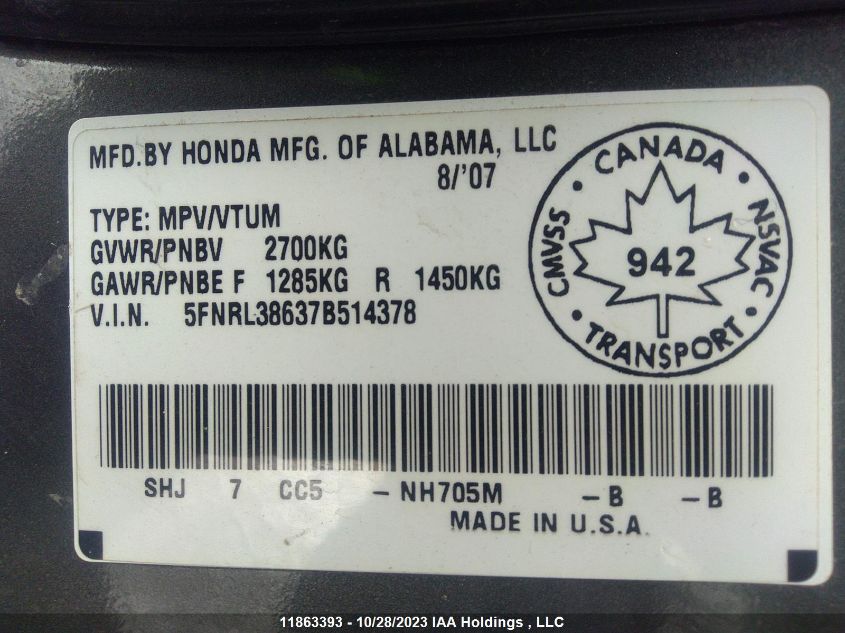 MFD.BY HONDA MFG. OF ALABAMA, LLC
8/'07
TYPE: MPV/VTUM
GVWR/PNBV 2700KG
GAWR/PNBE F 1285KG R 1450KG
V.I.N. 5FNRL38637B514378
CANADA
CMVSS
NSVAC
942
TRANSPORT
SHJ 7 CC5 -NH705M -B -B
MADE IN U.S.A.
11863393 - 10/28/2023 IAA Holdings , LLC